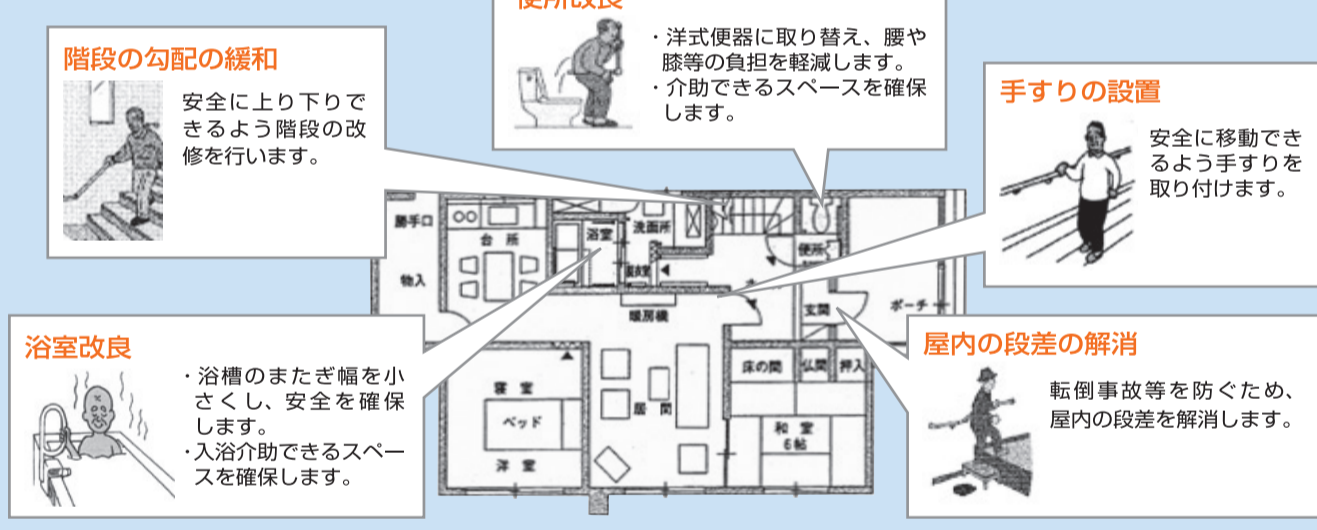 便所改良
・洋式便器に取り替え、腰や
膝等の負担を軽減します。
・介助できるスペースを確保
します。
階段の勾配の緩和
安全に上り下りで
きるよう階段の改
修を行います。
手すりの設置
安全に移動でき
るよう手すりを
取り付けます。
勝手口
台所
浴室
洗面所
便所
物入
暖房機
玄関
ポーチ
床の間
仏間
押入
寝室
ベッド
洋室
居間
和室
6帖
浴室改良
・浴槽のまたぎ幅を小
さくし、安全を確保
します。
・入浴介助できるスペー
スを確保します。
屋内の段差の解消
転倒事故等を防ぐため、
屋内の段差を解消します。